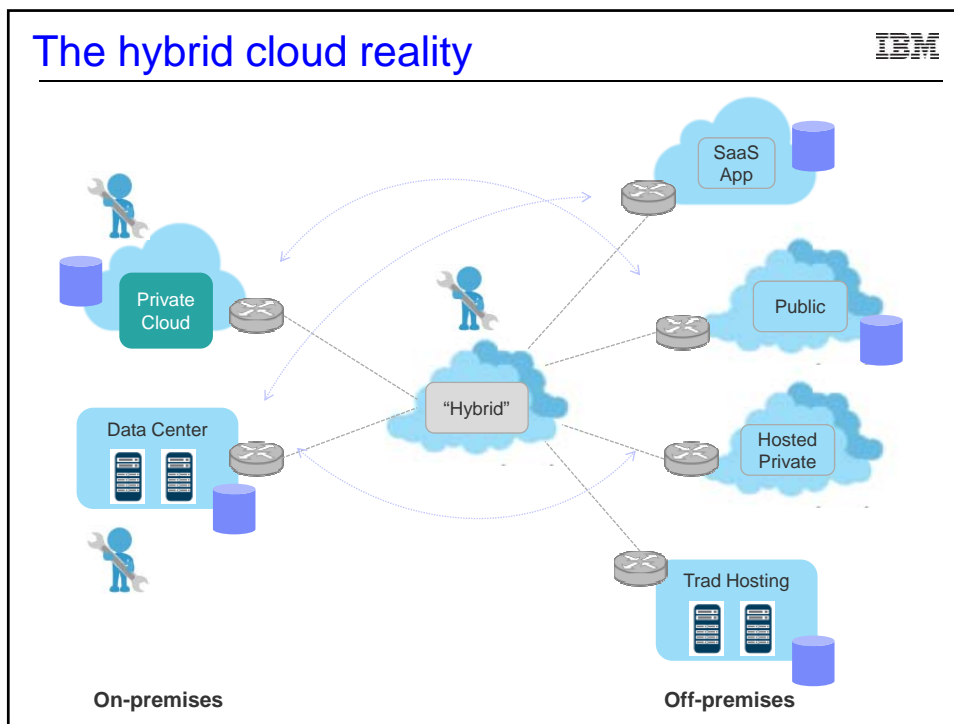 The hybrid cloud reality
IBM
SaaS
App
Private
Cloud
Public
"Hybrid"
Data Center
Hosted
Private
Trad Hosting
On-premises
Off-premises